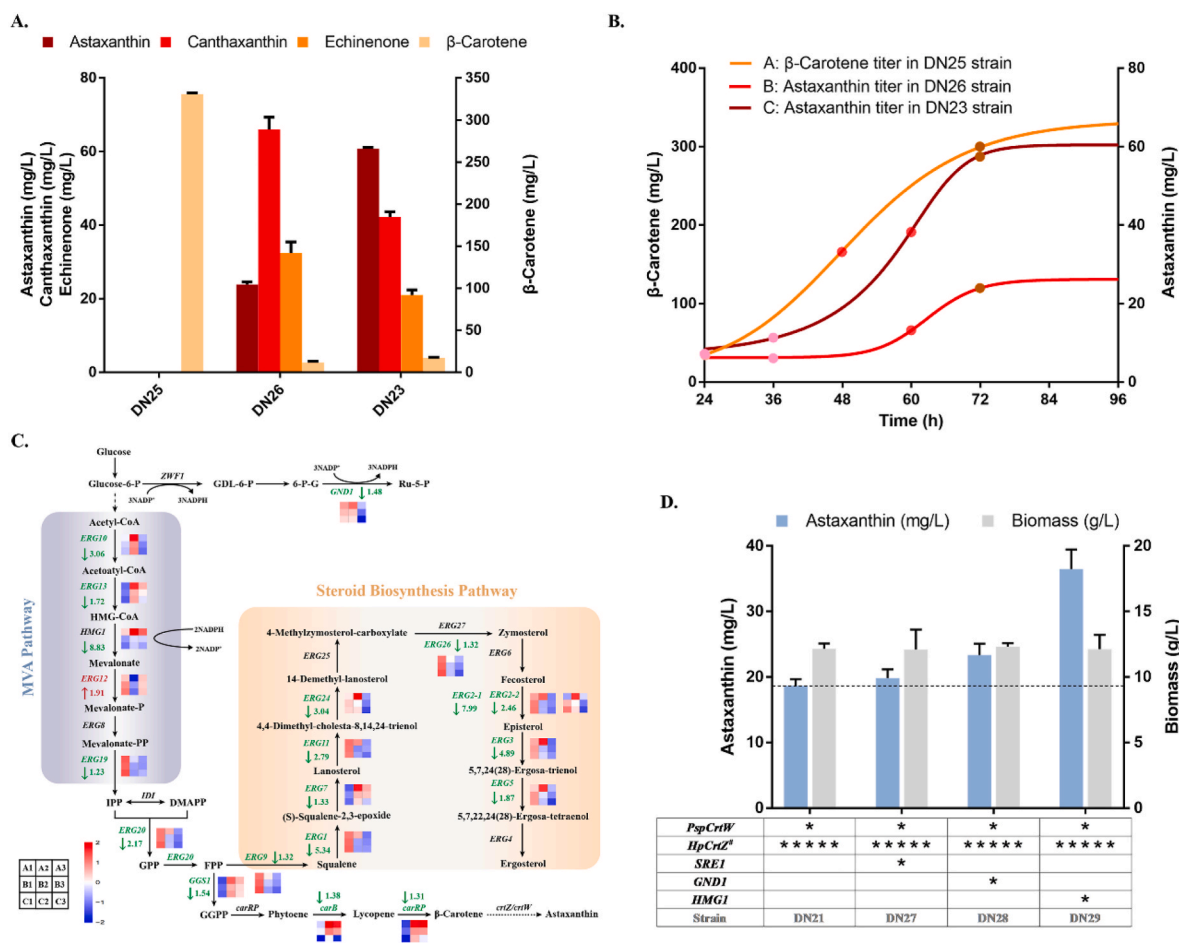 A.
Astaxanthin Canthaxanthin Echinenone β-Carotene
Astaxanthin (mg/L)
Canthaxanthin (mg/L)
Echinenone (mg/L)
80
60
40
20
0
350
300
250
200
150
100
50
0
β-Carotene (mg/L)
DN25 DN26 DN23
B.
A: β-Carotene titer in DN25 strain
B: Astaxanthin titer in DN26 strain
C: Astaxanthin titer in DN23 strain
β-Carotene (mg/L)
400
300
200
100
0
80
60
40
20
0
Astaxanthin (mg/L)
24 36 48 60 72 84 96
Time (h)
C.
Glucose
Glucose-6-P
ZWF1
3NADP+ 3NADPH
GDL-6-P
6-P-G
3NADP+ 3NADPH
GND1 ↓ 1.48
Ru-5-P
MVA Pathway
Acetyl-CoA
ERG10
↓ 3.06
Acetoatyl-CoA
ERG13
↓ 1.72
HMG-CoA
HMG1
↓ 8.83
2NADPH
2NADP+
Mevalonate
ERG12
↑ 1.91
Mevalonate-P
ERG8
Mevalonate-PP
ERG19
↓ 1.23
IPP IDI DMAPP
ERG20
↓ 2.17
GPP ERG20 FPP ERG9 ↓ 1.32 Squalene
GGS1
↓ 1.54
GGPP carRP Phytoene ↓ 1.38 carB Lycopene ↓ 1.31 carRP β-Carotene crtZ/crtW Astaxanthin
Steroid Biosynthesis Pathway
4-Methylzymosterol-carboxylate
ERG27
ERG26 ↓ 1.32
Zymosterol
ERG25
ERG6
14-Demethyl-lanosterol
Fecosterol
ERG24
↓ 3.04
ERG2-1
↓ 7.99
ERG2-2
↓ 2.46
4,4-Dimethyl-cholesta-8,14,24-trienol
Episterol
ERG11
↓ 2.79
ERG3
↓ 4.89
Lanosterol
5,7,24(28)-Ergosa-trienol
ERG7
↓ 1.33
ERG5
↓ 1.87
(S)-Squalene-2,3-epoxide
5,7,22,24(28)-Ergosa-tetraenol
ERG1
↓ 5.34
ERG4
Ergosterol
A1 A2 A3
B1 B2 B3
C1 C2 C3
2
1
0
-1
-2
D.
Astaxanthin (mg/L) Biomass (g/L)
Astaxanthin (mg/L)
40
30
20
10
0
20
15
10
5
0
Biomass (g/L)
PspCrtW * * * *
HpCrtZ# ***** ***** ***** *****
SRE1 *
GND1 *
HMG1 *
Strain DN21 DN27 DN28 DN29